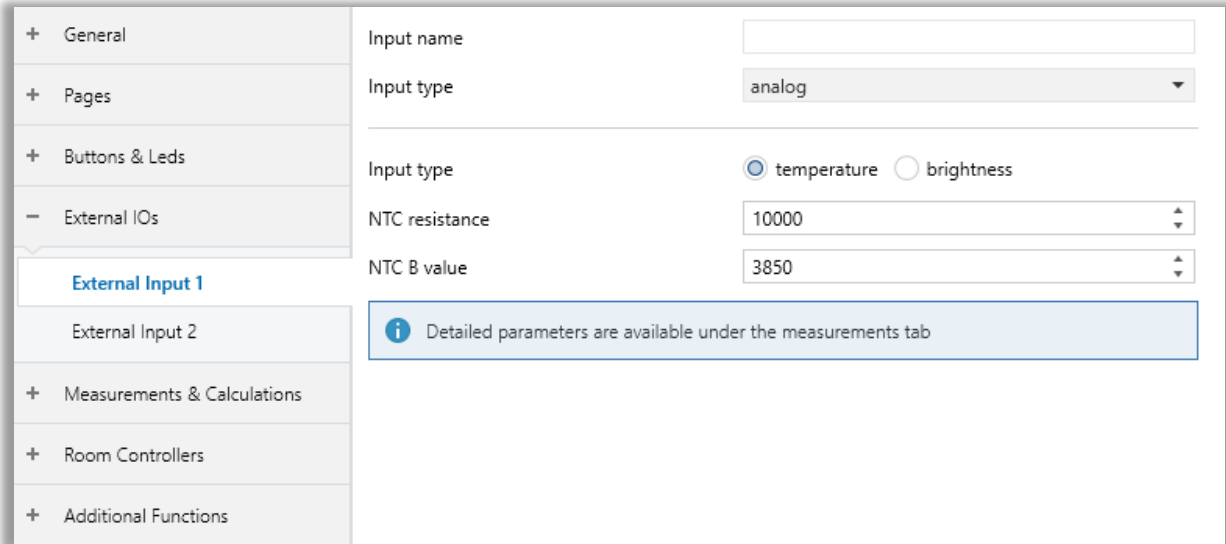 General
Pages
Buttons & Leds
External IOs
External Input 1
External Input 2
Measurements & Calculations
Room Controllers
Additional Functions
Input name
Input type analog
Input type temperature brightness
NTC resistance 10000
NTC B value 3850
Detailed parameters are available under the measurements tab